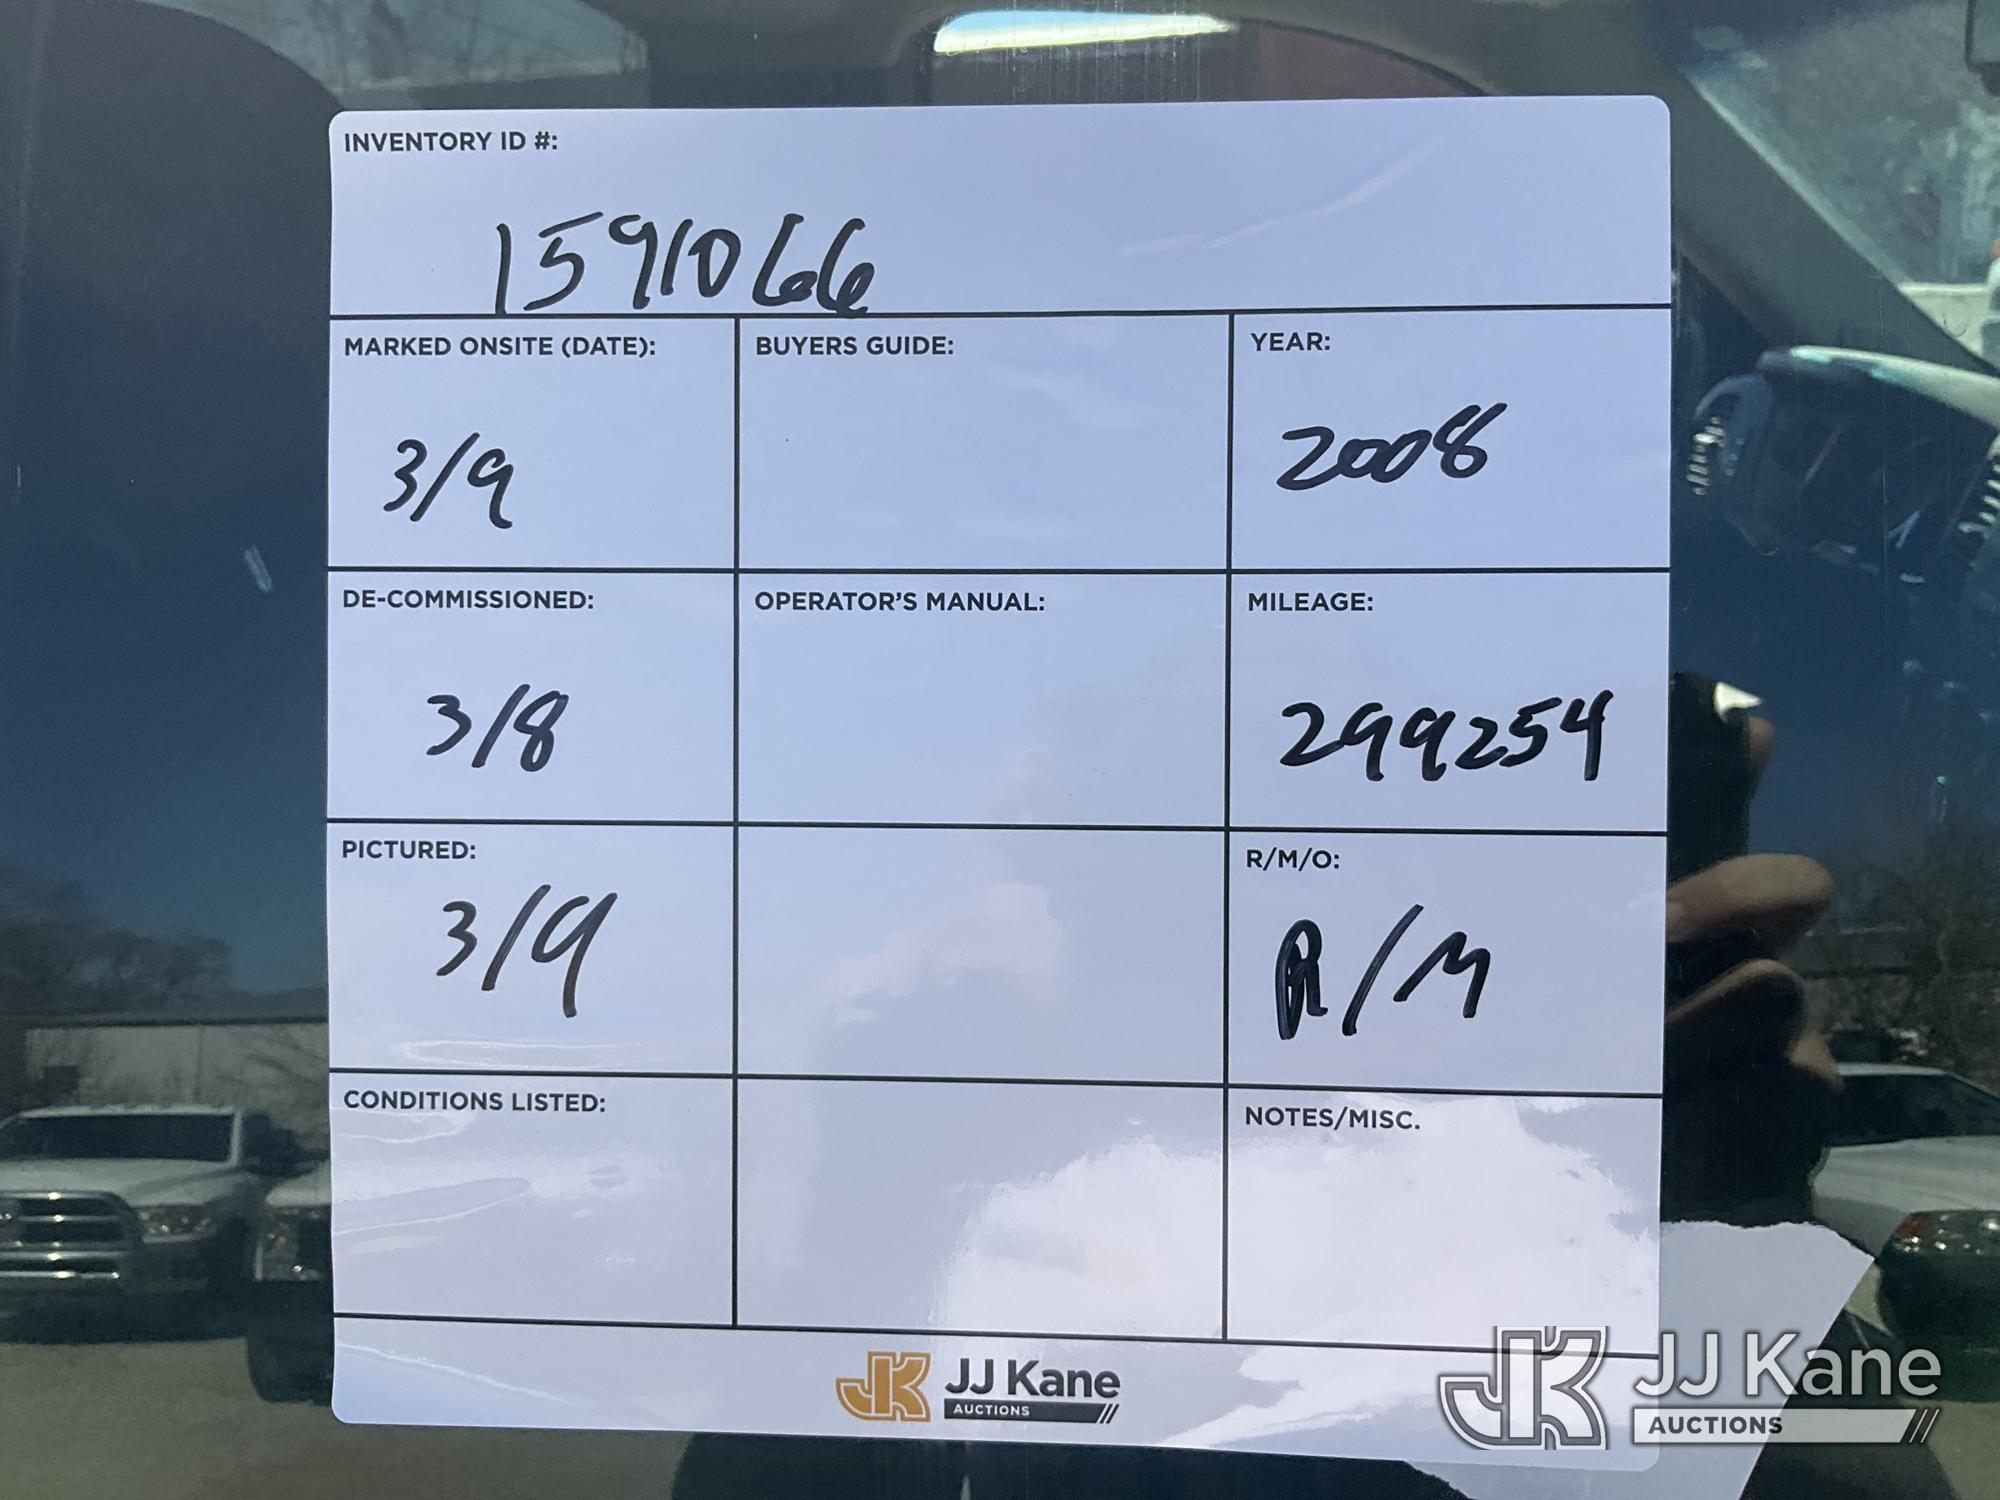 INVENTORY ID #:
1591066
MARKED ONSITE (DATE):
3/9
BUYERS GUIDE:
YEAR:
2008
DE-COMMISSIONED:
3/8
OPERATOR'S MANUAL:
MILEAGE:
299254
PICTURED:
3/9
R/M/O:
R/M
CONDITIONS LISTED:
NOTES/MISC.
JK JJ Kane
AUCTIONS
JK JJ Kane
AUCTIONS